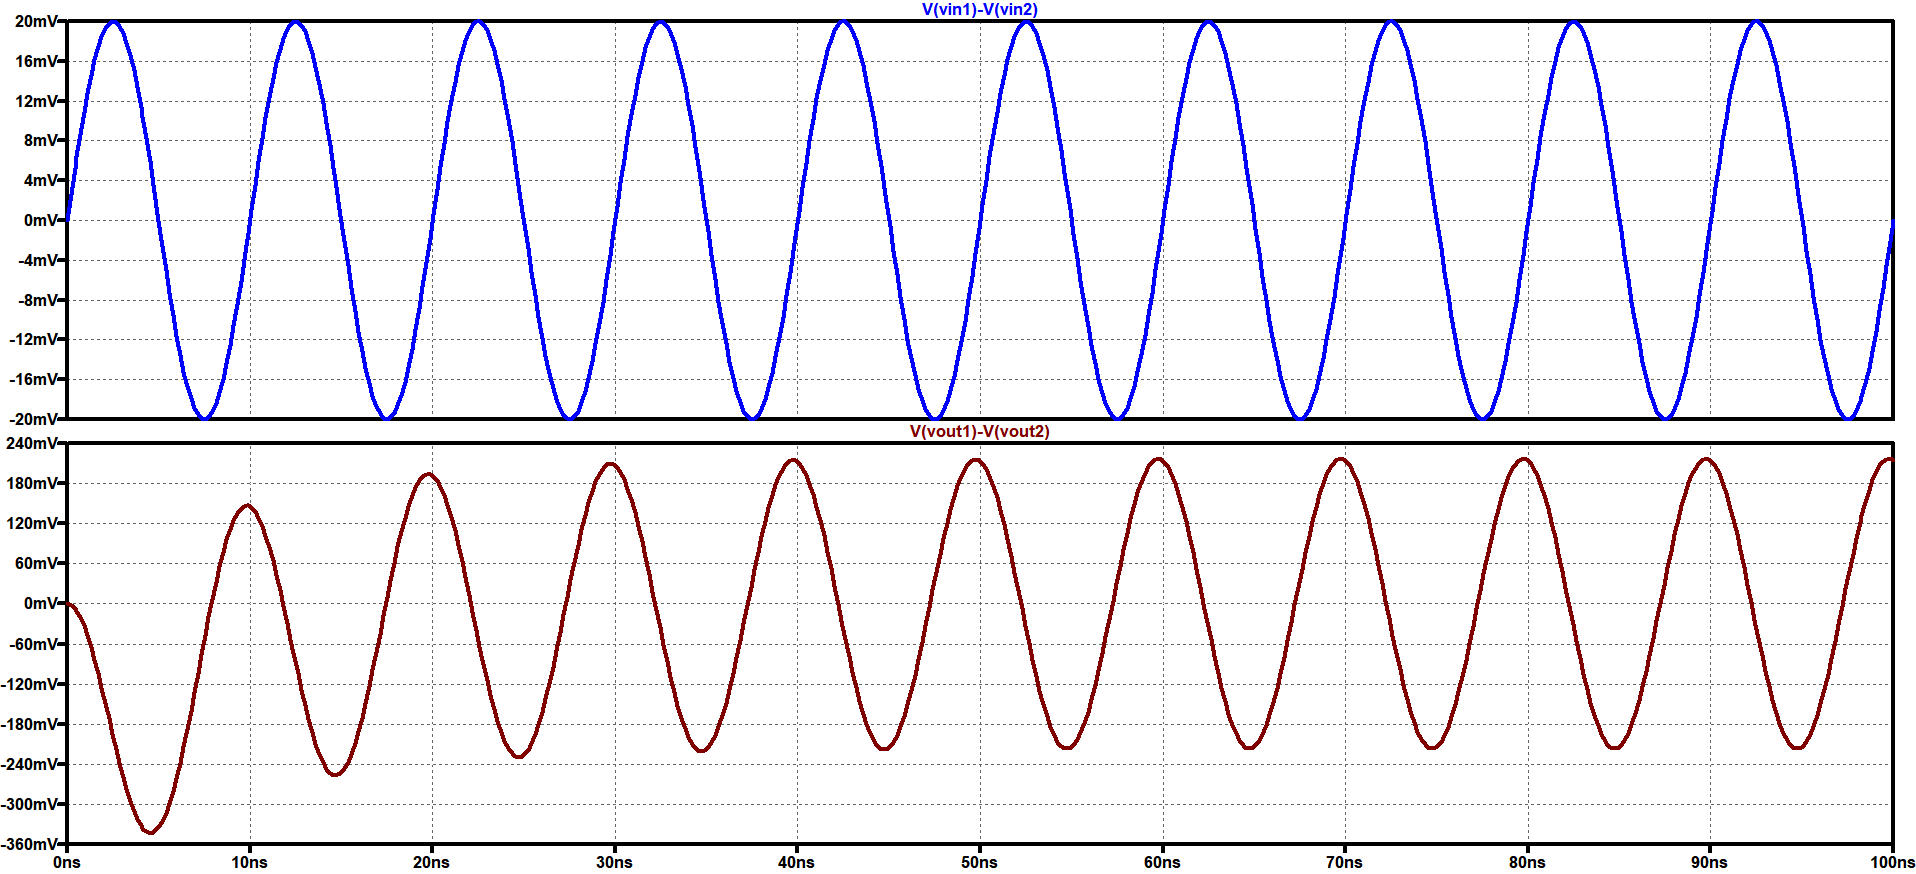 V(vin1)-V(vin2)
20mV
16mV
12mV
8mV
4mV
0mV
-4mV
-8mV
-12mV
-16mV
-20mV
V(vout1)-V(vout2)
240mV
180mV
120mV
60mV
0mV
-60mV
-120mV
-180mV
-240mV
-300mV
-360mV
0ns 10ns 20ns 30ns 40ns 50ns 60ns 70ns 80ns 90ns 100ns